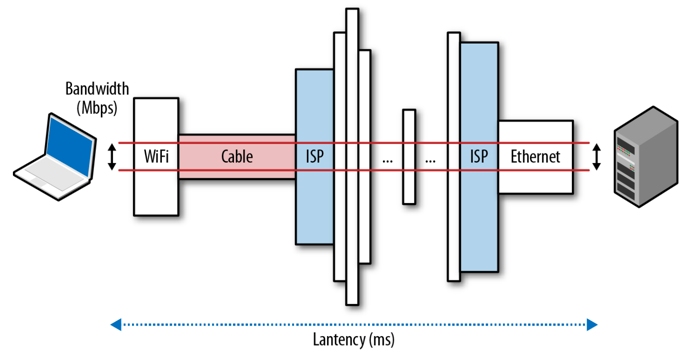 Bandwidth
(Mbps)
WiFi
Cable
ISP
...
...
ISP
Ethernet
Lantency (ms)